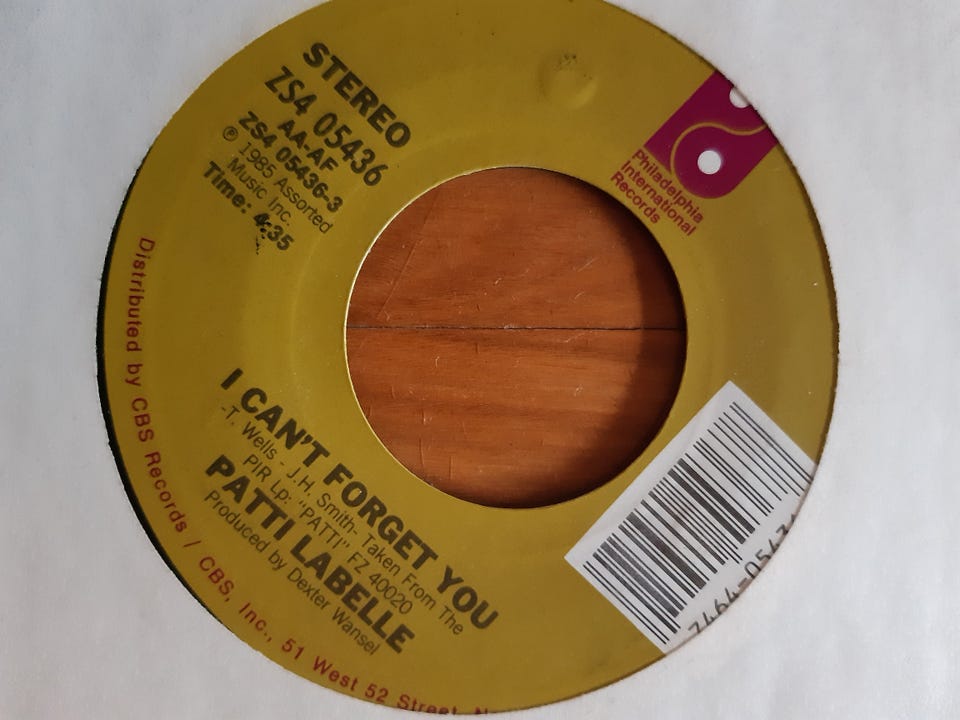 STEREO
ZS4 05436
AA-AF
ZS4 05436-3
℗ 1985 Assorted
Music Inc.
Time: 4:35
Philadelphia
International
Records
I CAN'T FORGET YOU
-T. Wells - J.H. Smith- Taken From The
PIR Lp: "PATTI" FZ 40020
PATTI LABELLE
Produced by Dexter Wansel
Distributed by CBS Records / CBS, Inc., 51 West 52 Street,
7464-0543